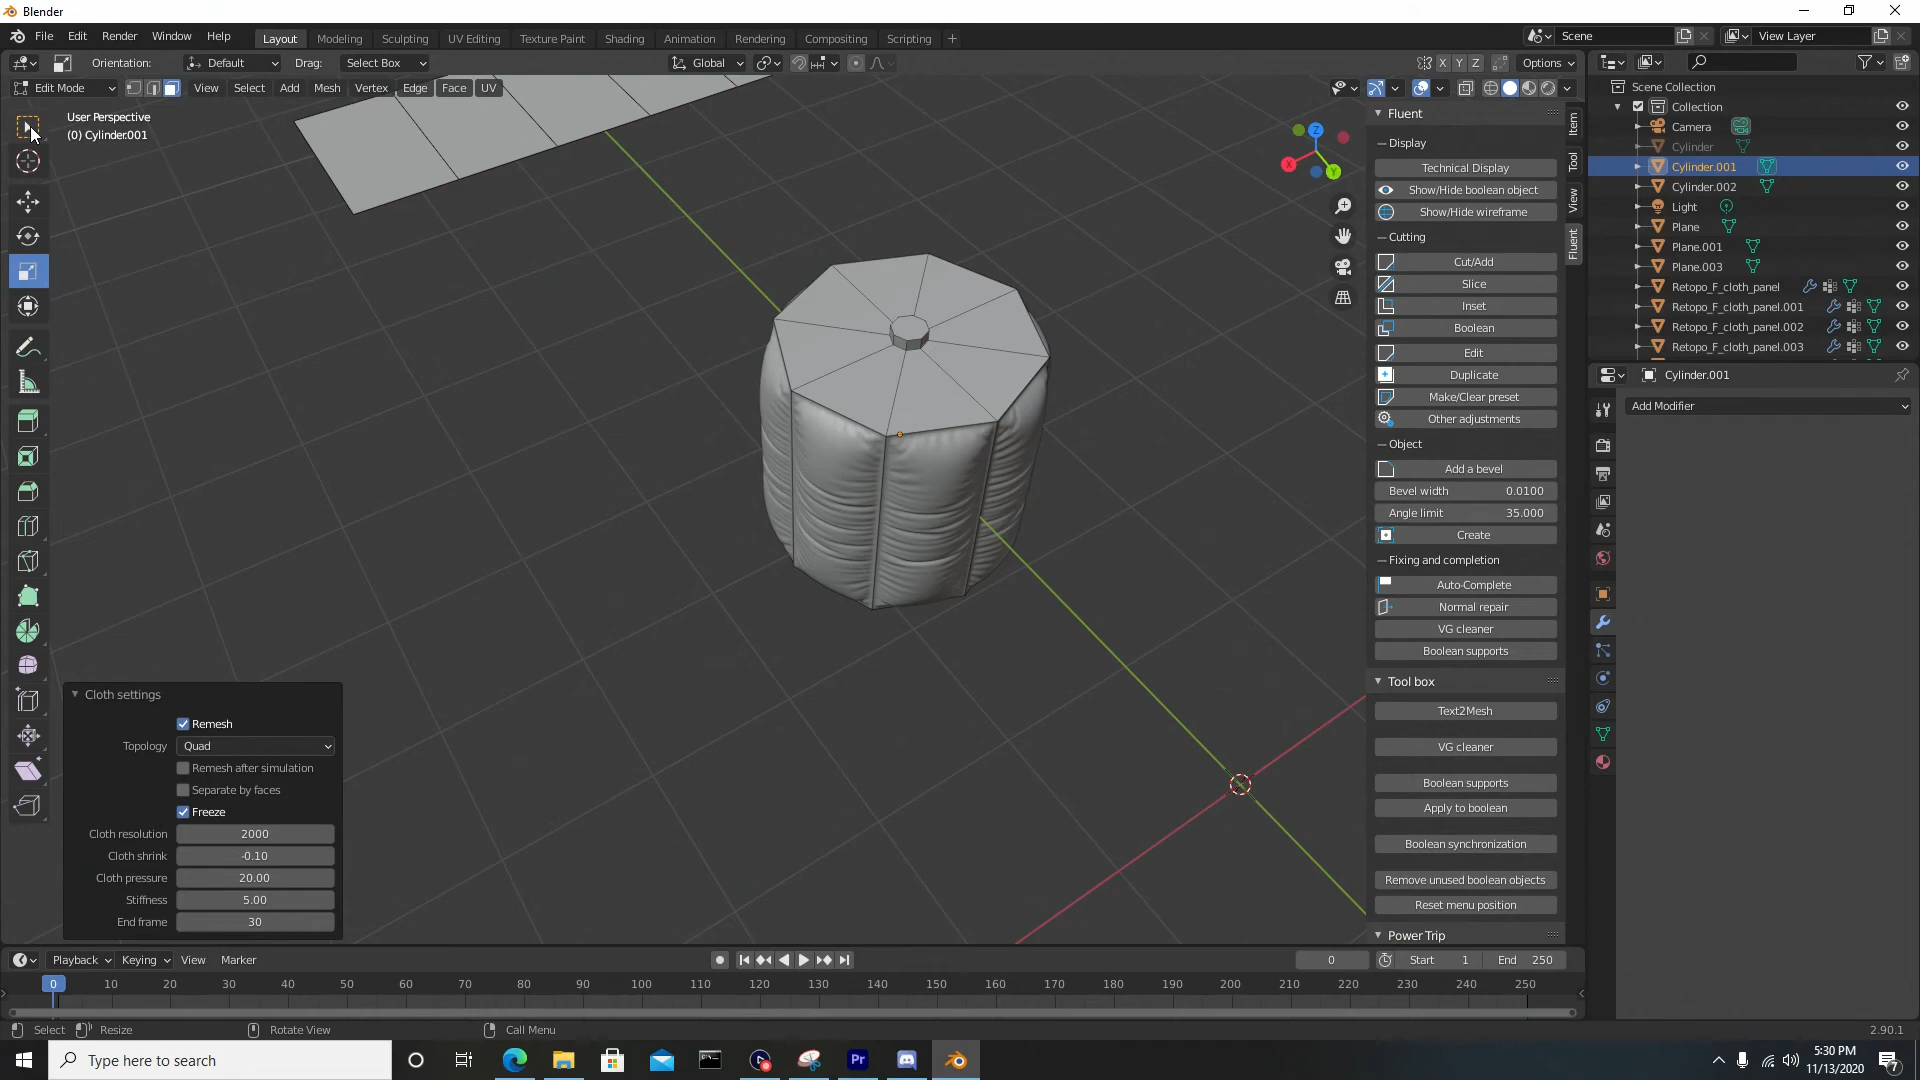 Blender
File Edit Render Window Help
Layout Modeling Sculpting UV Editing Texture Paint Shading Animation Rendering Compositing Scripting +
Scene
View Layer
Orientation: Default Drag: Select Box
Global
X Y Z
Options
Edit Mode View Select Add Mesh Vertex Edge Face UV
User Perspective
(0) Cylinder.001
Z
X
Y
Fluent
Display
Technical Display
Show/Hide boolean object
Show/Hide wireframe
Cutting
Cut/Add
Slice
Inset
Boolean
Edit
Duplicate
Make/Clear preset
Other adjustments
Object
Add a bevel
Bevel width 0.0100
Angle limit 35.000
Create
Fixing and completion
Auto-Complete
Normal repair
VG cleaner
Boolean supports
Tool box
Text2Mesh
VG cleaner
Boolean supports
Apply to boolean
Boolean synchronization
Remove unused boolean objects
Reset menu position
Power Trip
Item
Tool
View
Fluent
Scene Collection
Collection
Camera
Cylinder
Cylinder.001
Cylinder.002
Light
Plane
Plane.001
Plane.003
Retopo_F_cloth_panel
Retopo_F_cloth_panel.001
Retopo_F_cloth_panel.002
Retopo_F_cloth_panel.003
Cylinder.001
Add Modifier
Cloth settings
Remesh
Topology Quad
Remesh after simulation
Separate by faces
Freeze
Cloth resolution 2000
Cloth shrink -0.10
Cloth pressure 20.00
Stiffness 5.00
End frame 30
Playback Keying View Marker
0
Start 1
End 250
0 10 20 30 40 50 60 70 80 90 100 110 120 130 140 150 160 170 180 190 200 210 220 230 240 250
Select Resize Rotate View Call Menu
2.90.1
Type here to search
Pr
5:30 PM
11/13/2020
7